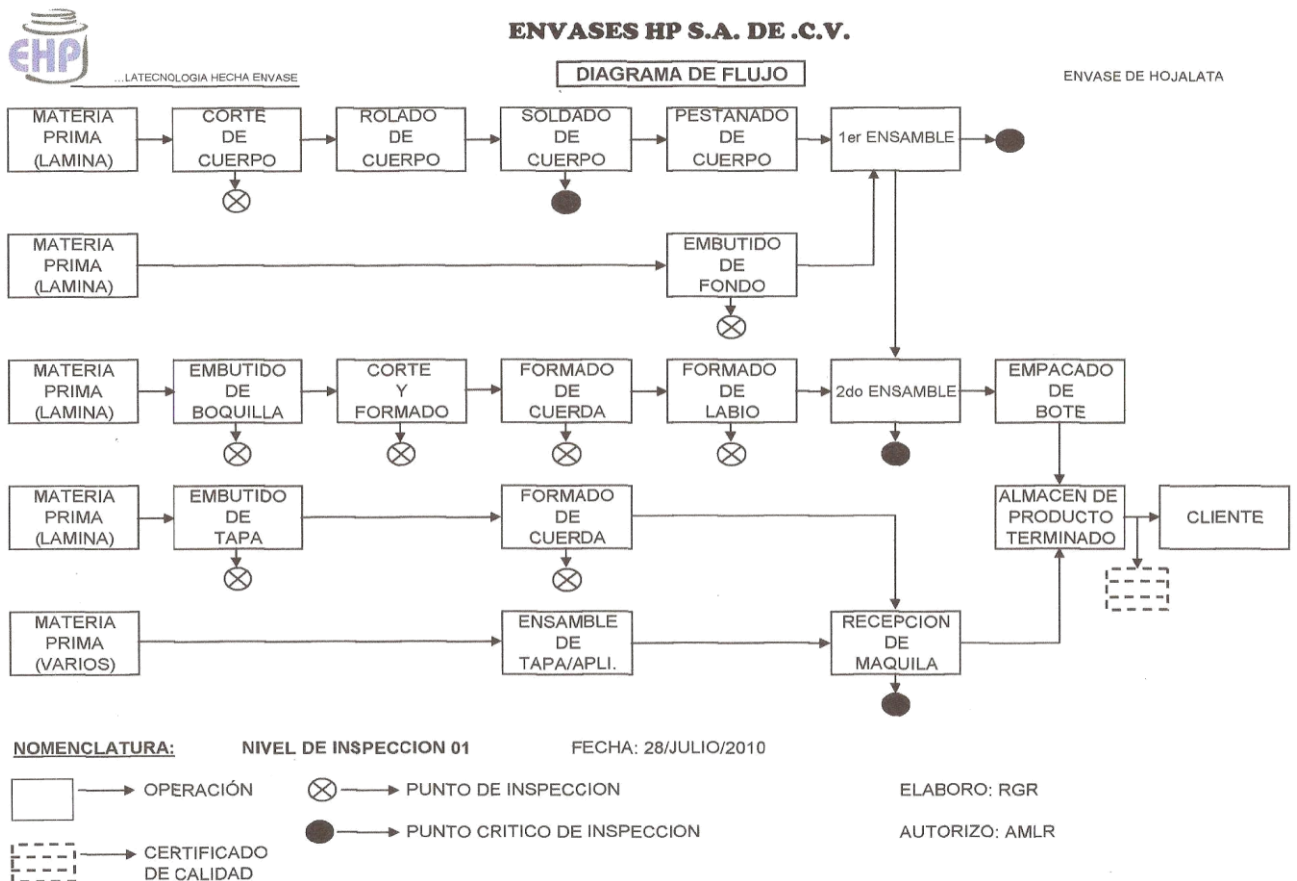 ENVASES HP S.A. DE .C.V.
EHP
...LATECNOLOGIA HECHA ENVASE
DIAGRAMA DE FLUJO
ENVASE DE HOJALATA
MATERIA
PRIMA
(LAMINA)
CORTE
DE
CUERPO
ROLADO
DE
CUERPO
SOLDADO
DE
CUERPO
PESTANADO
DE
CUERPO
1er ENSAMBLE
MATERIA
PRIMA
(LAMINA)
EMBUTIDO
DE
FONDO
MATERIA
PRIMA
(LAMINA)
EMBUTIDO
DE
BOQUILLA
CORTE
Y
FORMADO
FORMADO
DE
CUERDA
FORMADO
DE
LABIO
2do ENSAMBLE
EMPACADO
DE
BOTE
MATERIA
PRIMA
(LAMINA)
EMBUTIDO
DE
TAPA
FORMADO
DE
CUERDA
ALMACEN DE
PRODUCTO
TERMINADO
CLIENTE
MATERIA
PRIMA
(VARIOS)
ENSAMBLE
DE
TAPA/APLI.
RECEPCION
DE
MAQUILA
NOMENCLATURA:
NIVEL DE INSPECCION 01
FECHA: 28/JULIO/2010
OPERACIÓN
PUNTO DE INSPECCION
ELABORO: RGR
PUNTO CRITICO DE INSPECCION
AUTORIZO: AMLR
CERTIFICADO
DE CALIDAD